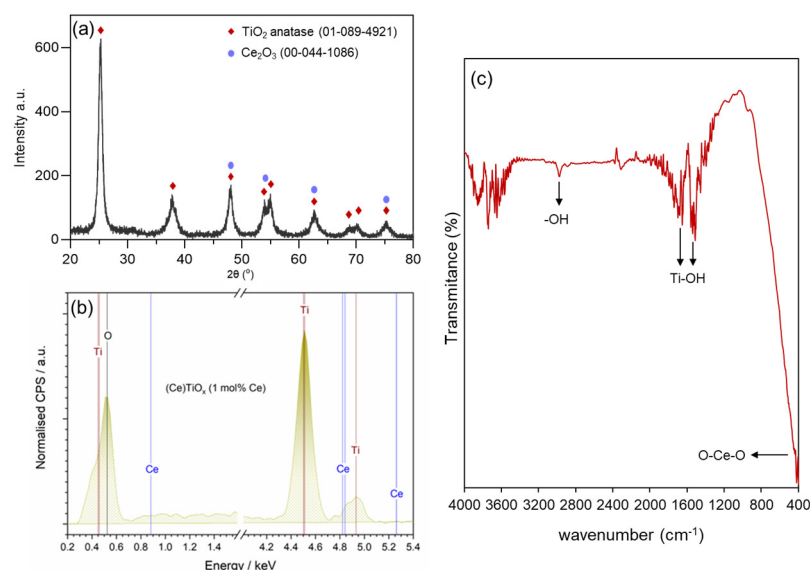 (a)
TiO₂ anatase (01-089-4921)
Ce₂O₃ (00-044-1086)
Intensity a.u.
600
400
200
0
20 30 40 50 60 70 80
2θ (°)
(b)
Ti
O
Ce
(Ce)TiOₓ (1 mol% Ce)
Ti
Ce
Ti
Ce
Normalised CPS / a.u.
0.2 0.4 0.6 0.8 1.0 1.2 1.4 4.2 4.4 4.6 4.8 5.0 5.2 5.4
Energy / keV
(c)
-OH
Ti-OH
O-Ce-O
Transmitance (%)
4000 3600 2800 2000 1600 1200 800 400
wavenumber (cm⁻¹)